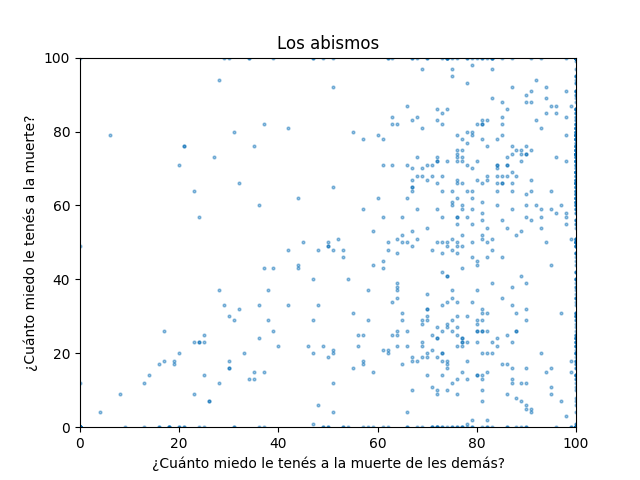 Los abismos
¿Cuánto miedo le tenés a la muerte?
100
80
60
40
20
0
0 20 40 60 80 100
¿Cuánto miedo le tenés a la muerte de les demás?